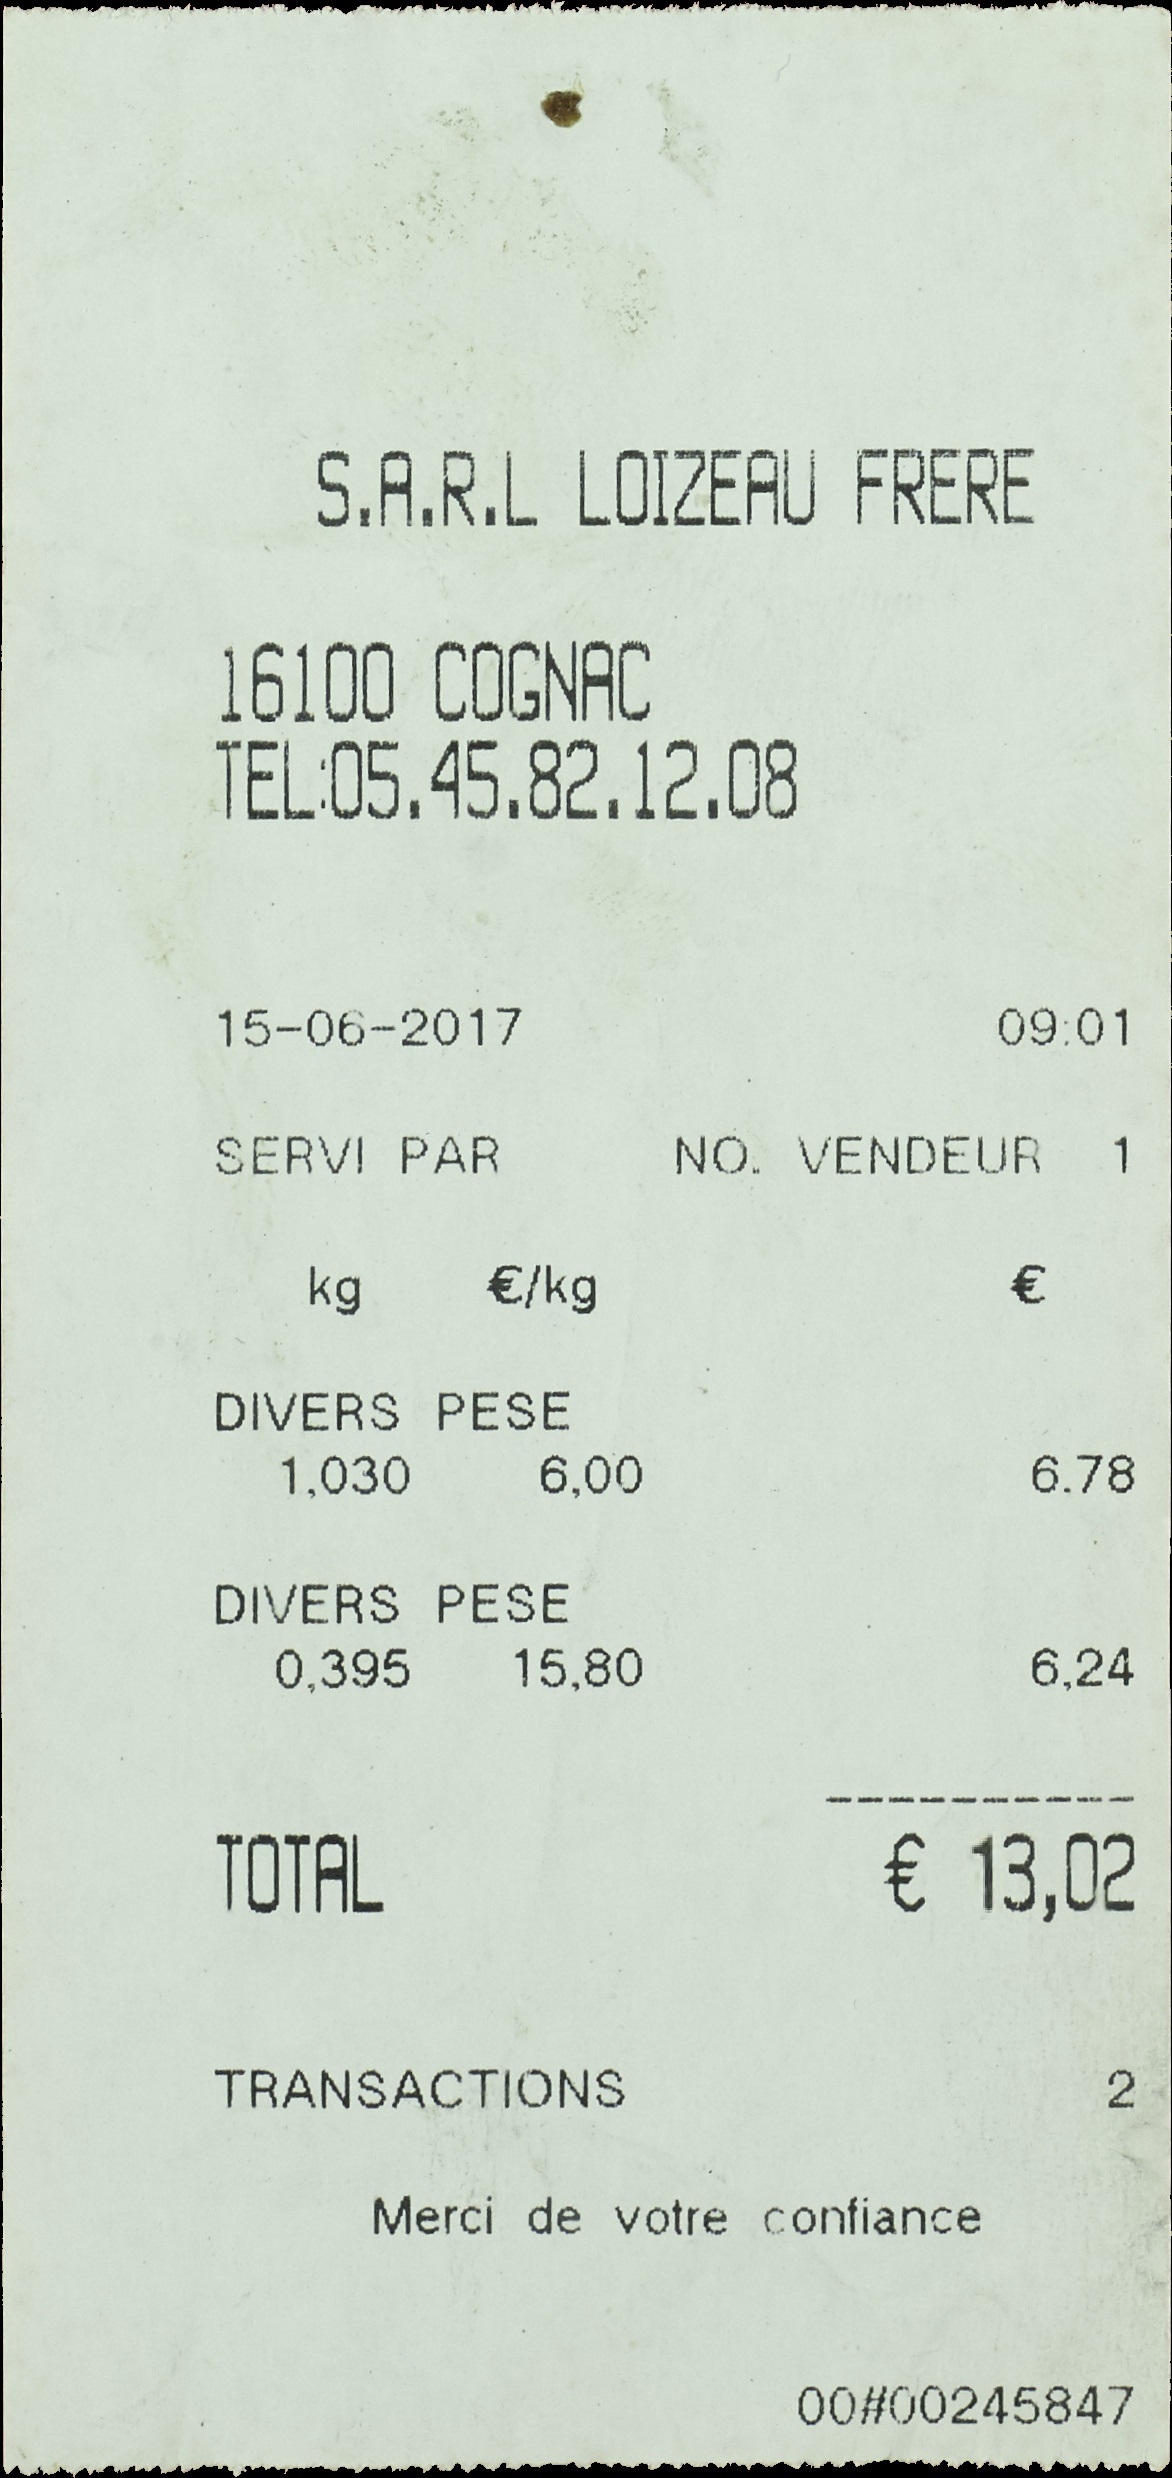 S.A.R.L LOIZEAU FRERE
16100 COGNAC
TEL:05.45.82.12.08
15-06-2017 09:01
SERVI PAR NO. VENDEUR 1
kg €/kg €
DIVERS PESE
1,030 6,00 6.78
DIVERS PESE
0,395 15,80 6,24
----------
TOTAL € 13,02
TRANSACTIONS 2
Merci de votre confiance
00#00245847